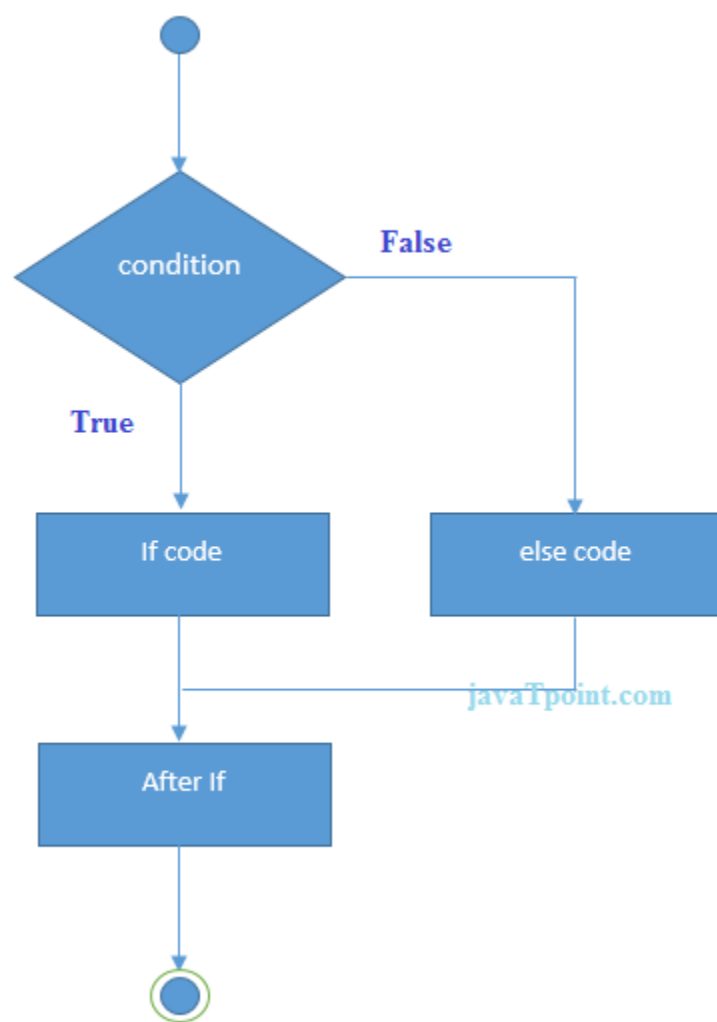 condition
False
True
If code
else code
javaTpoint.com
After If